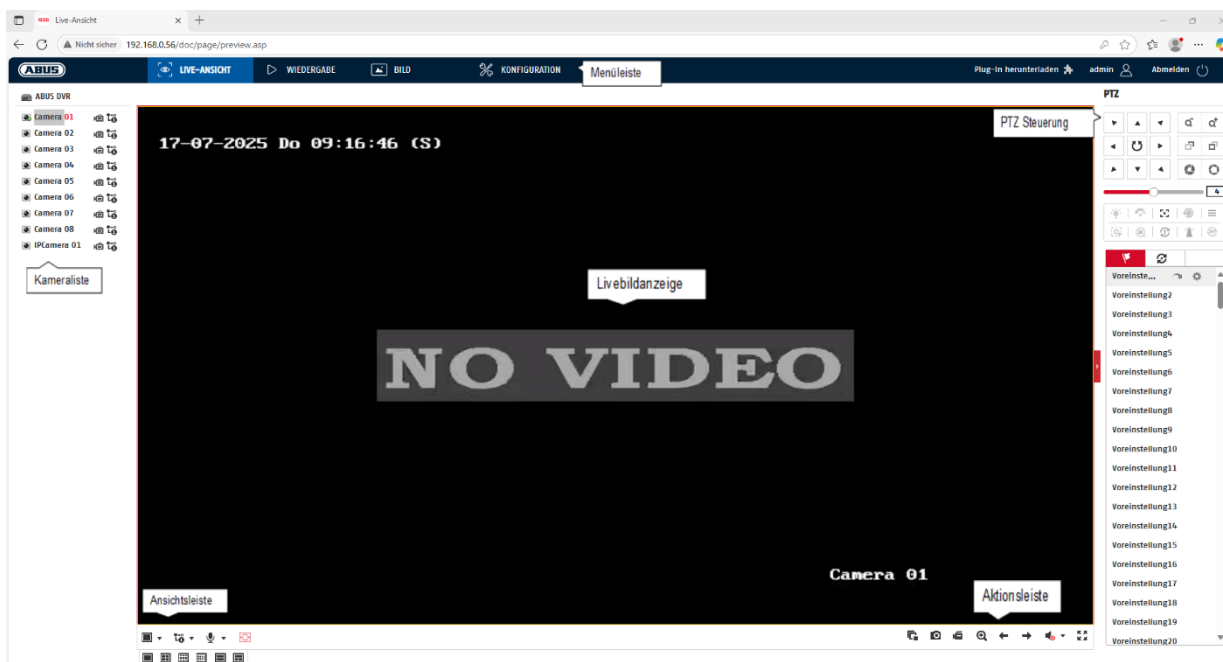 Live-Ansicht
Nicht sicher 192.168.0.56/doc/page/preview.asp
ABUS LIVE-ANSICHT WIEDERGABE BILD KONFIGURATION Menüleiste Plug-In herunterladen admin Abmelden
ABUS DVR
PTZ
Camera 01
Camera 02
Camera 03
Camera 04
Camera 05
Camera 06
Camera 07
Camera 08
IPCamera 01
Kameraliste
17-07-2025 Do 09:16:46 (S)
PTZ Steuerung
4
Livebildanzeige
NO VIDEO
Camera 01
Ansichtsleiste
Aktionsleiste
Voreinste...
Voreinstellung2
Voreinstellung3
Voreinstellung4
Voreinstellung5
Voreinstellung6
Voreinstellung7
Voreinstellung8
Voreinstellung9
Voreinstellung10
Voreinstellung11
Voreinstellung12
Voreinstellung13
Voreinstellung14
Voreinstellung15
Voreinstellung16
Voreinstellung17
Voreinstellung18
Voreinstellung19
Voreinstellung20